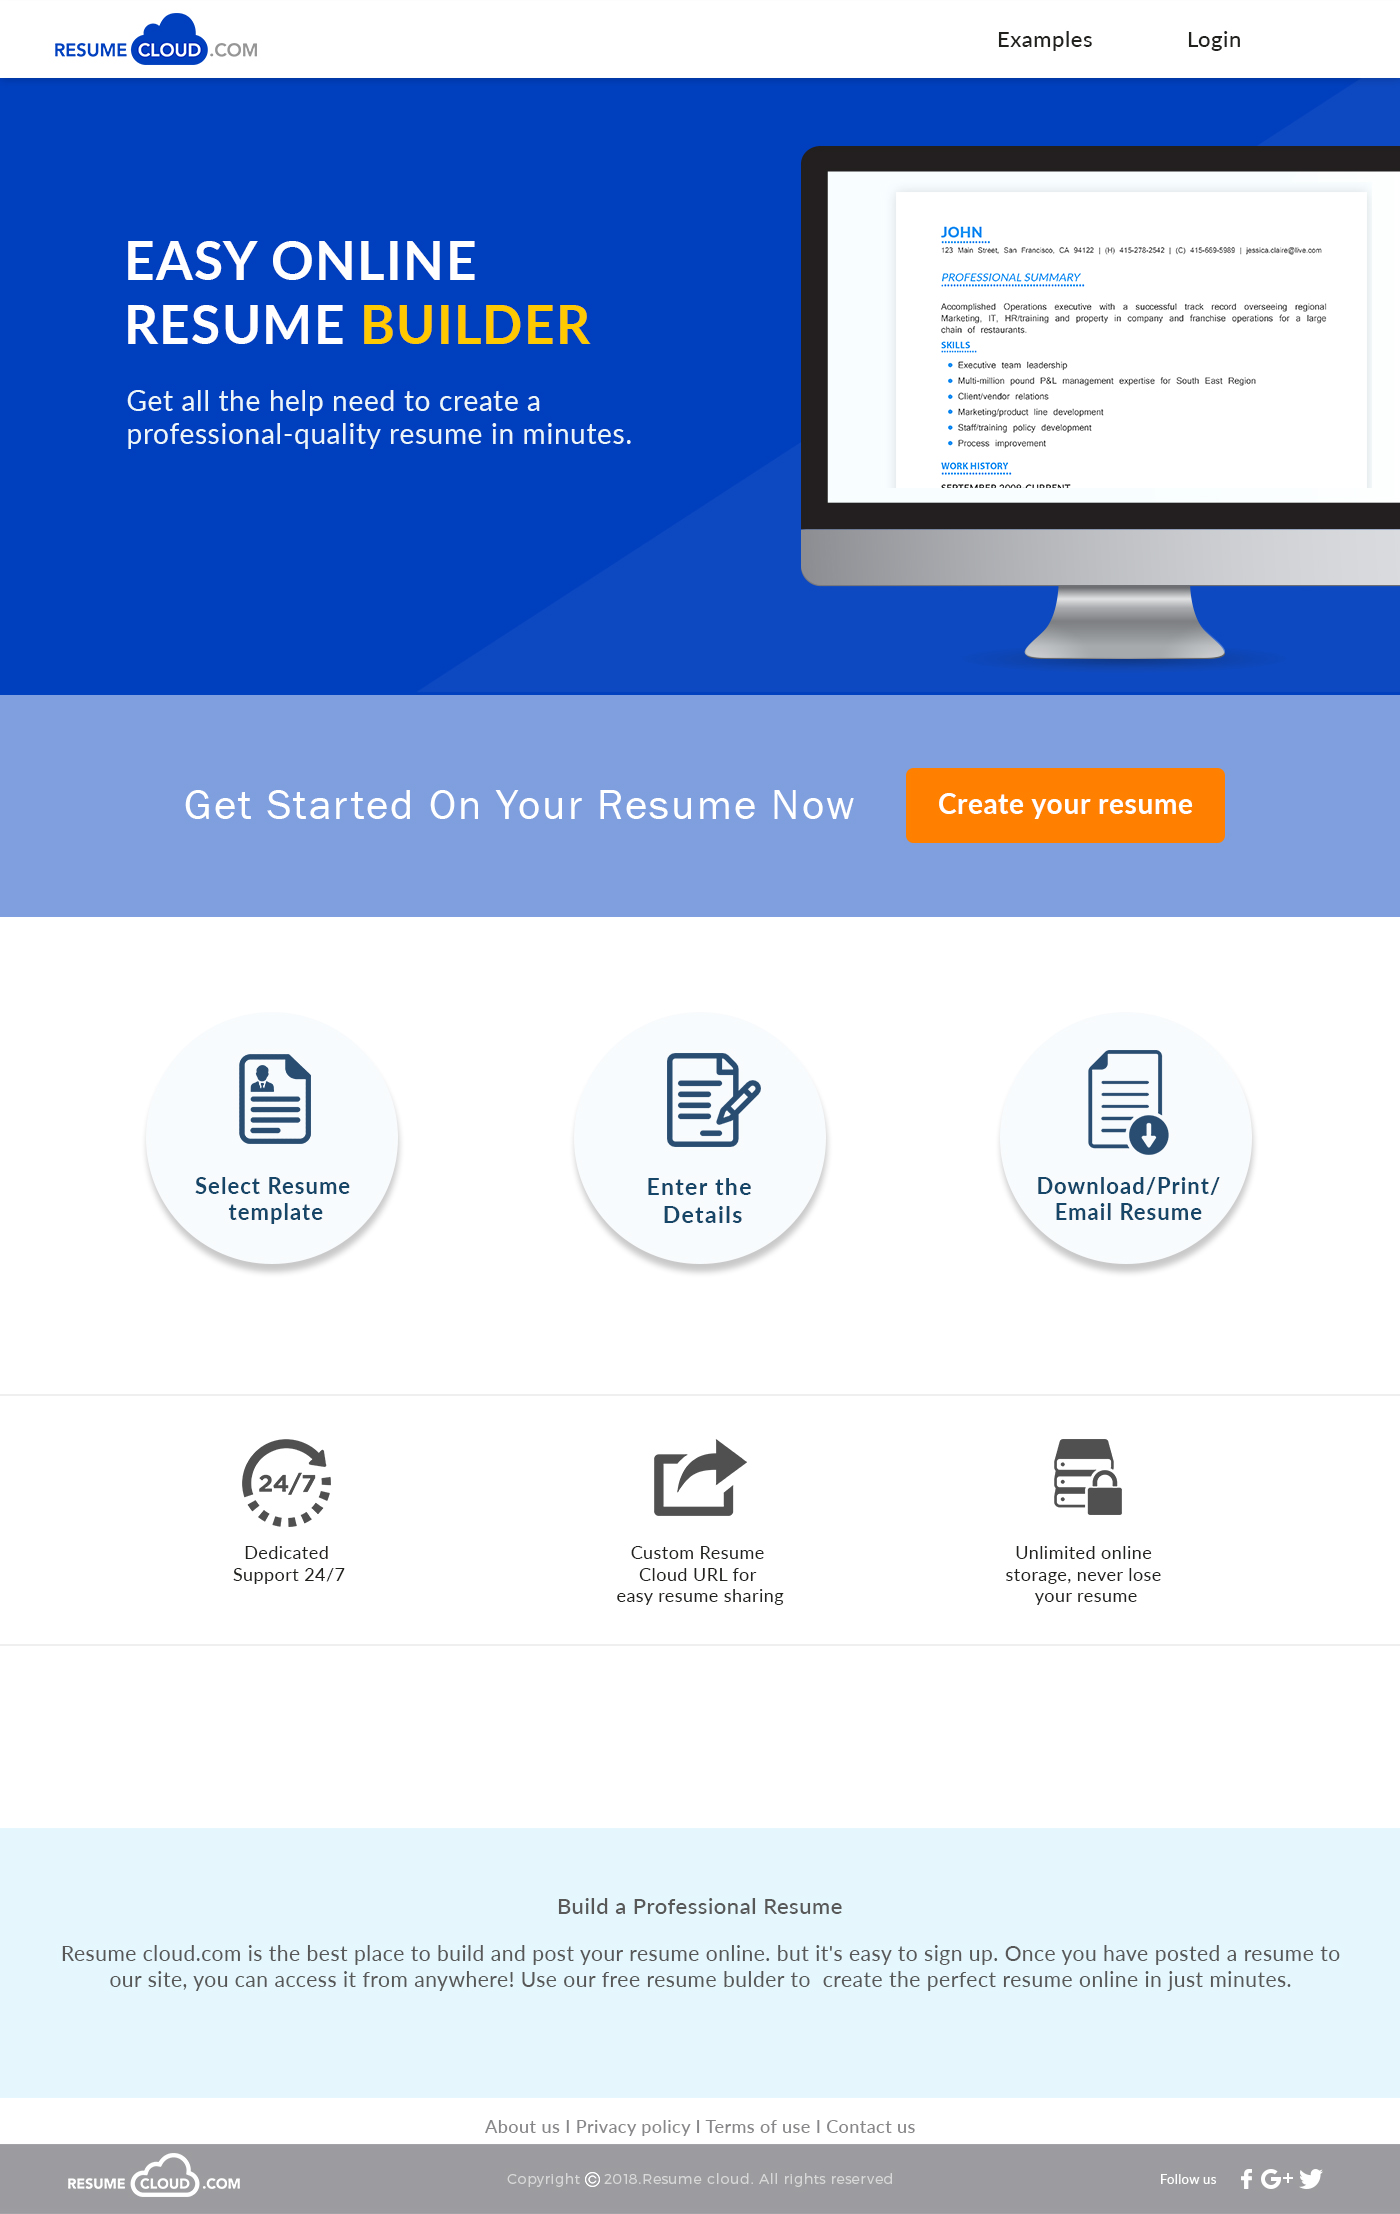 RESUME CLOUD.COM
Examples
Login
EASY ONLINE
RESUME BUILDER
Get all the help need to create a
professional-quality resume in minutes.
JOHN
123 Main Street, San Francisco, CA 94122 | (H) 415-278-2542 | (C) 415-669-5989 | jessica.claire@live.com
PROFESSIONAL SUMMARY
Accomplished Operations executive with a successful track record overseeing regional
Marketing, IT, HR/training and property in company and franchise operations for a large
chain of restaurants.
SKILLS
Executive team leadership
Multi-million pound P&L management expertise for South East Region
Client/vendor relations
Marketing/product line development
Staff/training policy development
Process improvement
WORK HISTORY
SEPTEMBER 2009-CURRENT
Get Started On Your Resume Now
Create your resume
Select Resume
template
Enter the
Details
Download/Print/
Email Resume
24/7
Dedicated
Support 24/7
Custom Resume
Cloud URL for
easy resume sharing
Unlimited online
storage, never lose
your resume
Build a Professional Resume
Resume cloud.com is the best place to build and post your resume online. but it's easy to sign up. Once you have posted a resume to
our site, you can access it from anywhere! Use our free resume bulder to  create the perfect resume online in just minutes.
About us I Privacy policy I Terms of use I Contact us
RESUME CLOUD.COM
Copyright © 2018.Resume cloud. All rights reserved
Follow us
f G+